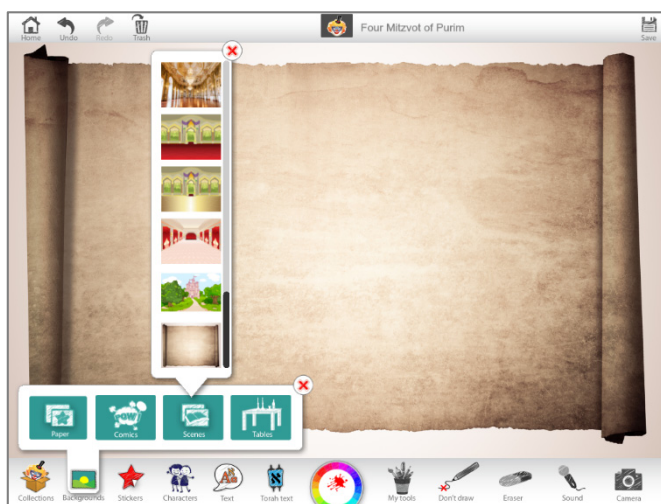 Home Undo Redo Trash Four Mitzvot of Purim Save
Paper Comics POW! Scenes Tables
Collections Backgrounds Stickers Characters Text Torah text My tools Don't draw Eraser Sound Camera